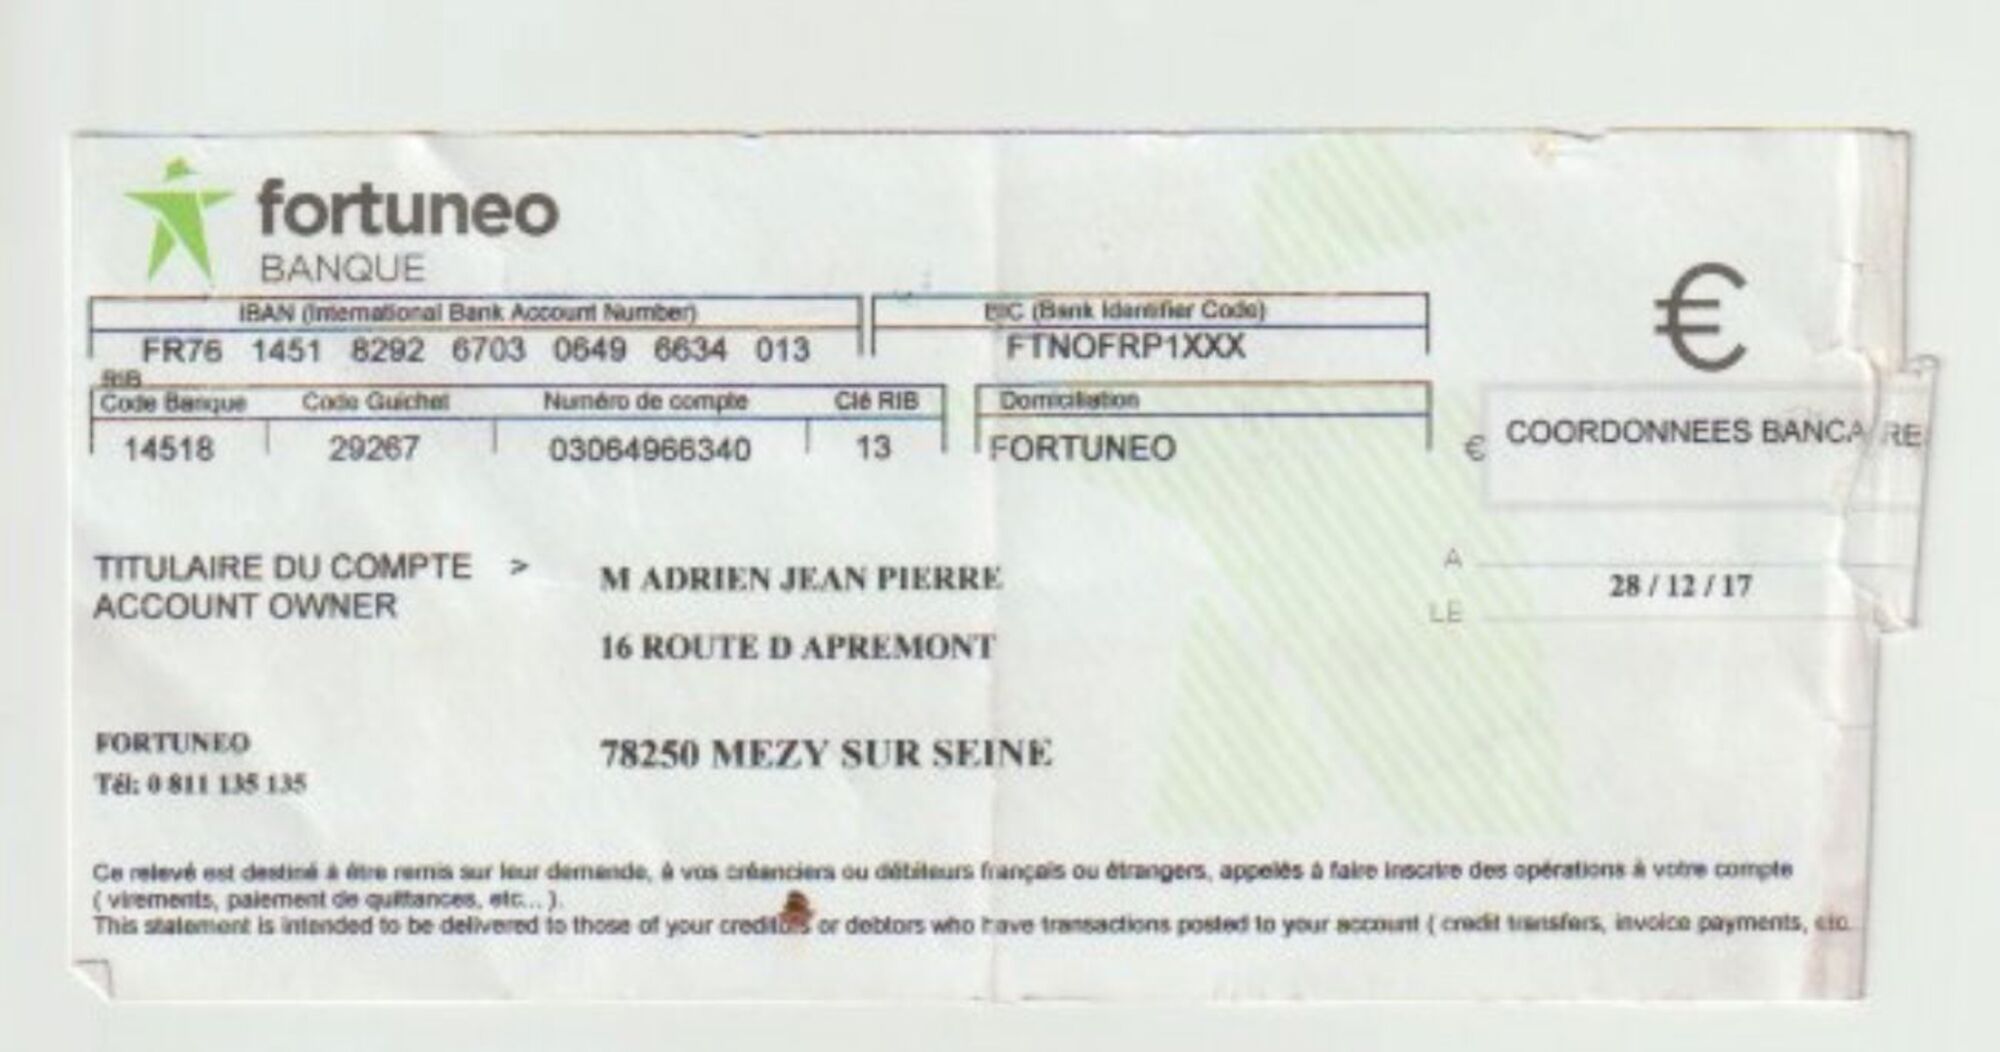 fortuneo
BANQUE
IBAN (International Bank Account Number)
BIC (Bank Identifier Code)
FR76 1451 8292 6703 0649 6634 013
FTNOFRP1XXX
RIB
Code Banque Code Guichet Numéro de compte Clé RIB
Domiciliation
14518 29267 03064966340 13
FORTUNEO
€
€ COORDONNEES BANCA RE
TITULAIRE DU COMPTE >
ACCOUNT OWNER
M ADRIEN JEAN PIERRE
16 ROUTE D APREMONT
78250 MEZY SUR SEINE
A
28 / 12 / 17
LE
FORTUNEO
Tél: 0 811 135 135
Ce relevé est destiné à être remis sur leur demande, à vos créanciers ou débiteurs français ou étrangers, appelés à faire inscrire des opérations à votre compte
( virements, paiement de quittances, etc... ).
This statement is intended to be delivered to those of your creditors or debtors who have transactions posted to your account ( credit transfers, invoice payments, etc.